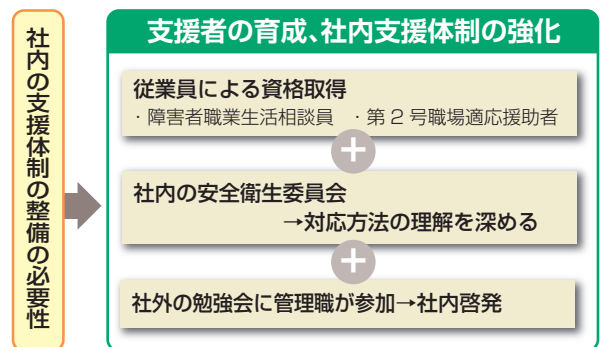 社内の支援体制の整備の必要性
支援者の育成、社内支援体制の強化
従業員による資格取得
・障害者職業生活相談員　・第２号職場適応援助者
+
社内の安全衛生委員会
→対応方法の理解を深める
+
社外の勉強会に管理職が参加→社内啓発